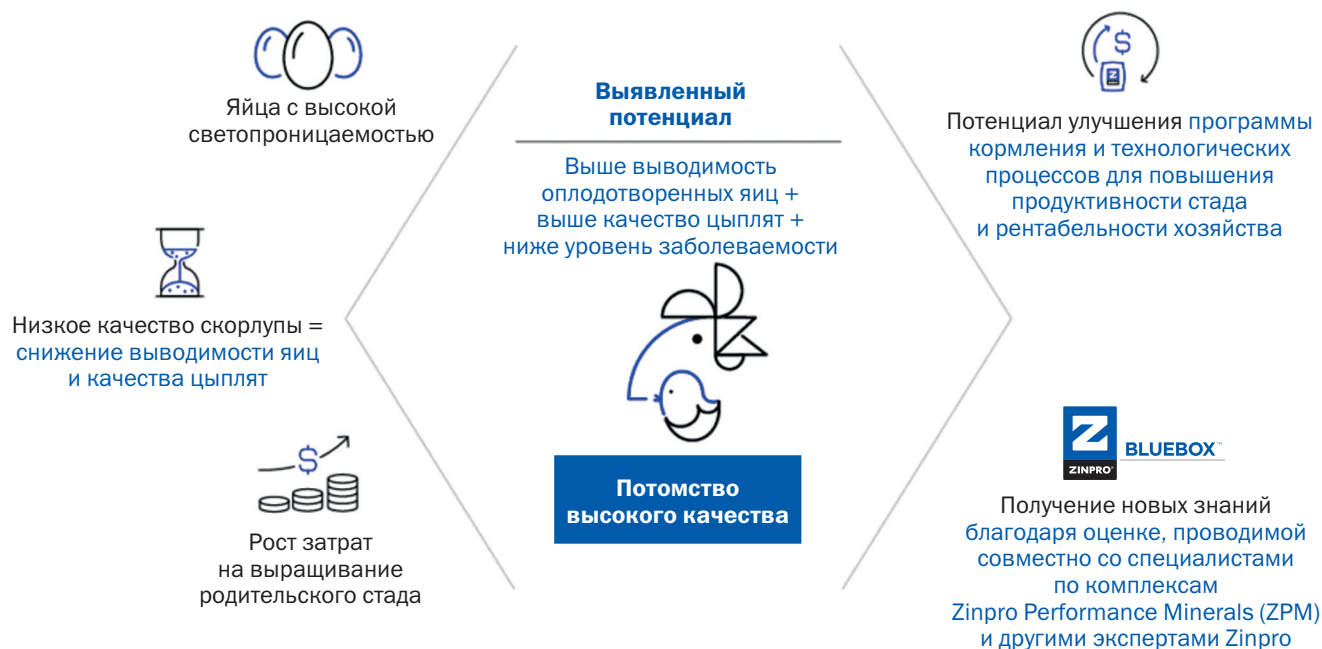 Яйца с высокой
светопроницаемостью
Низкое качество скорлупы =
снижение выводимости яиц
и качества цыплят
$
Рост затрат
на выращивание
родительского стада
Выявленный
потенциал
Выше выводимость
оплодотворенных яиц +
выше качество цыплят +
ниже уровень заболеваемости
Потомство
высокого качества
$
Z
Потенциал улучшения программы
кормления и технологических
процессов для повышения
продуктивности стада
и рентабельности хозяйства
Z
ZINPRO®
BLUEBOX™
Получение новых знаний
благодаря оценке, проводимой
совместно со специалистами
по комплексам
Zinpro Performance Minerals (ZPM)
и другими экспертами Zinpro